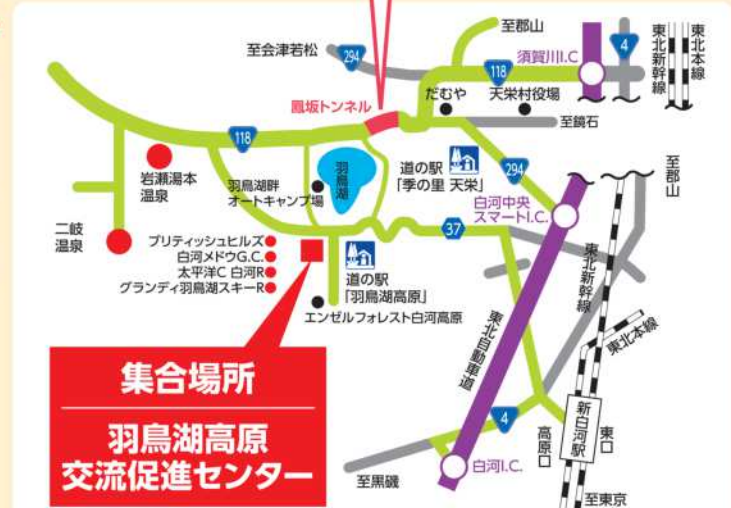 至郡山
至会津若松
294
須賀川I.C
4
東北新幹線
東北本線
118
だむや
天栄村役場
鳳坂トンネル
至鏡石
118
岩瀬湯本
温泉
羽鳥湖畔
オートキャンプ場
羽鳥湖
道の駅
「季の里 天栄」
294
至郡山
白河中央
スマートI.C.
二岐
温泉
ブリティッシュヒルズ
白河メドウG.C.
太平洋C 白河R
グランディ羽鳥湖スキーR
37
道の駅
「羽鳥湖高原」
エンゼルフォレスト白河高原
東北新幹線
東北本線
東北自動車道
集合場所
羽鳥湖高原
交流促進センター
4
高原口
新白河駅
東口
白河I.C.
至黒磯
至東京